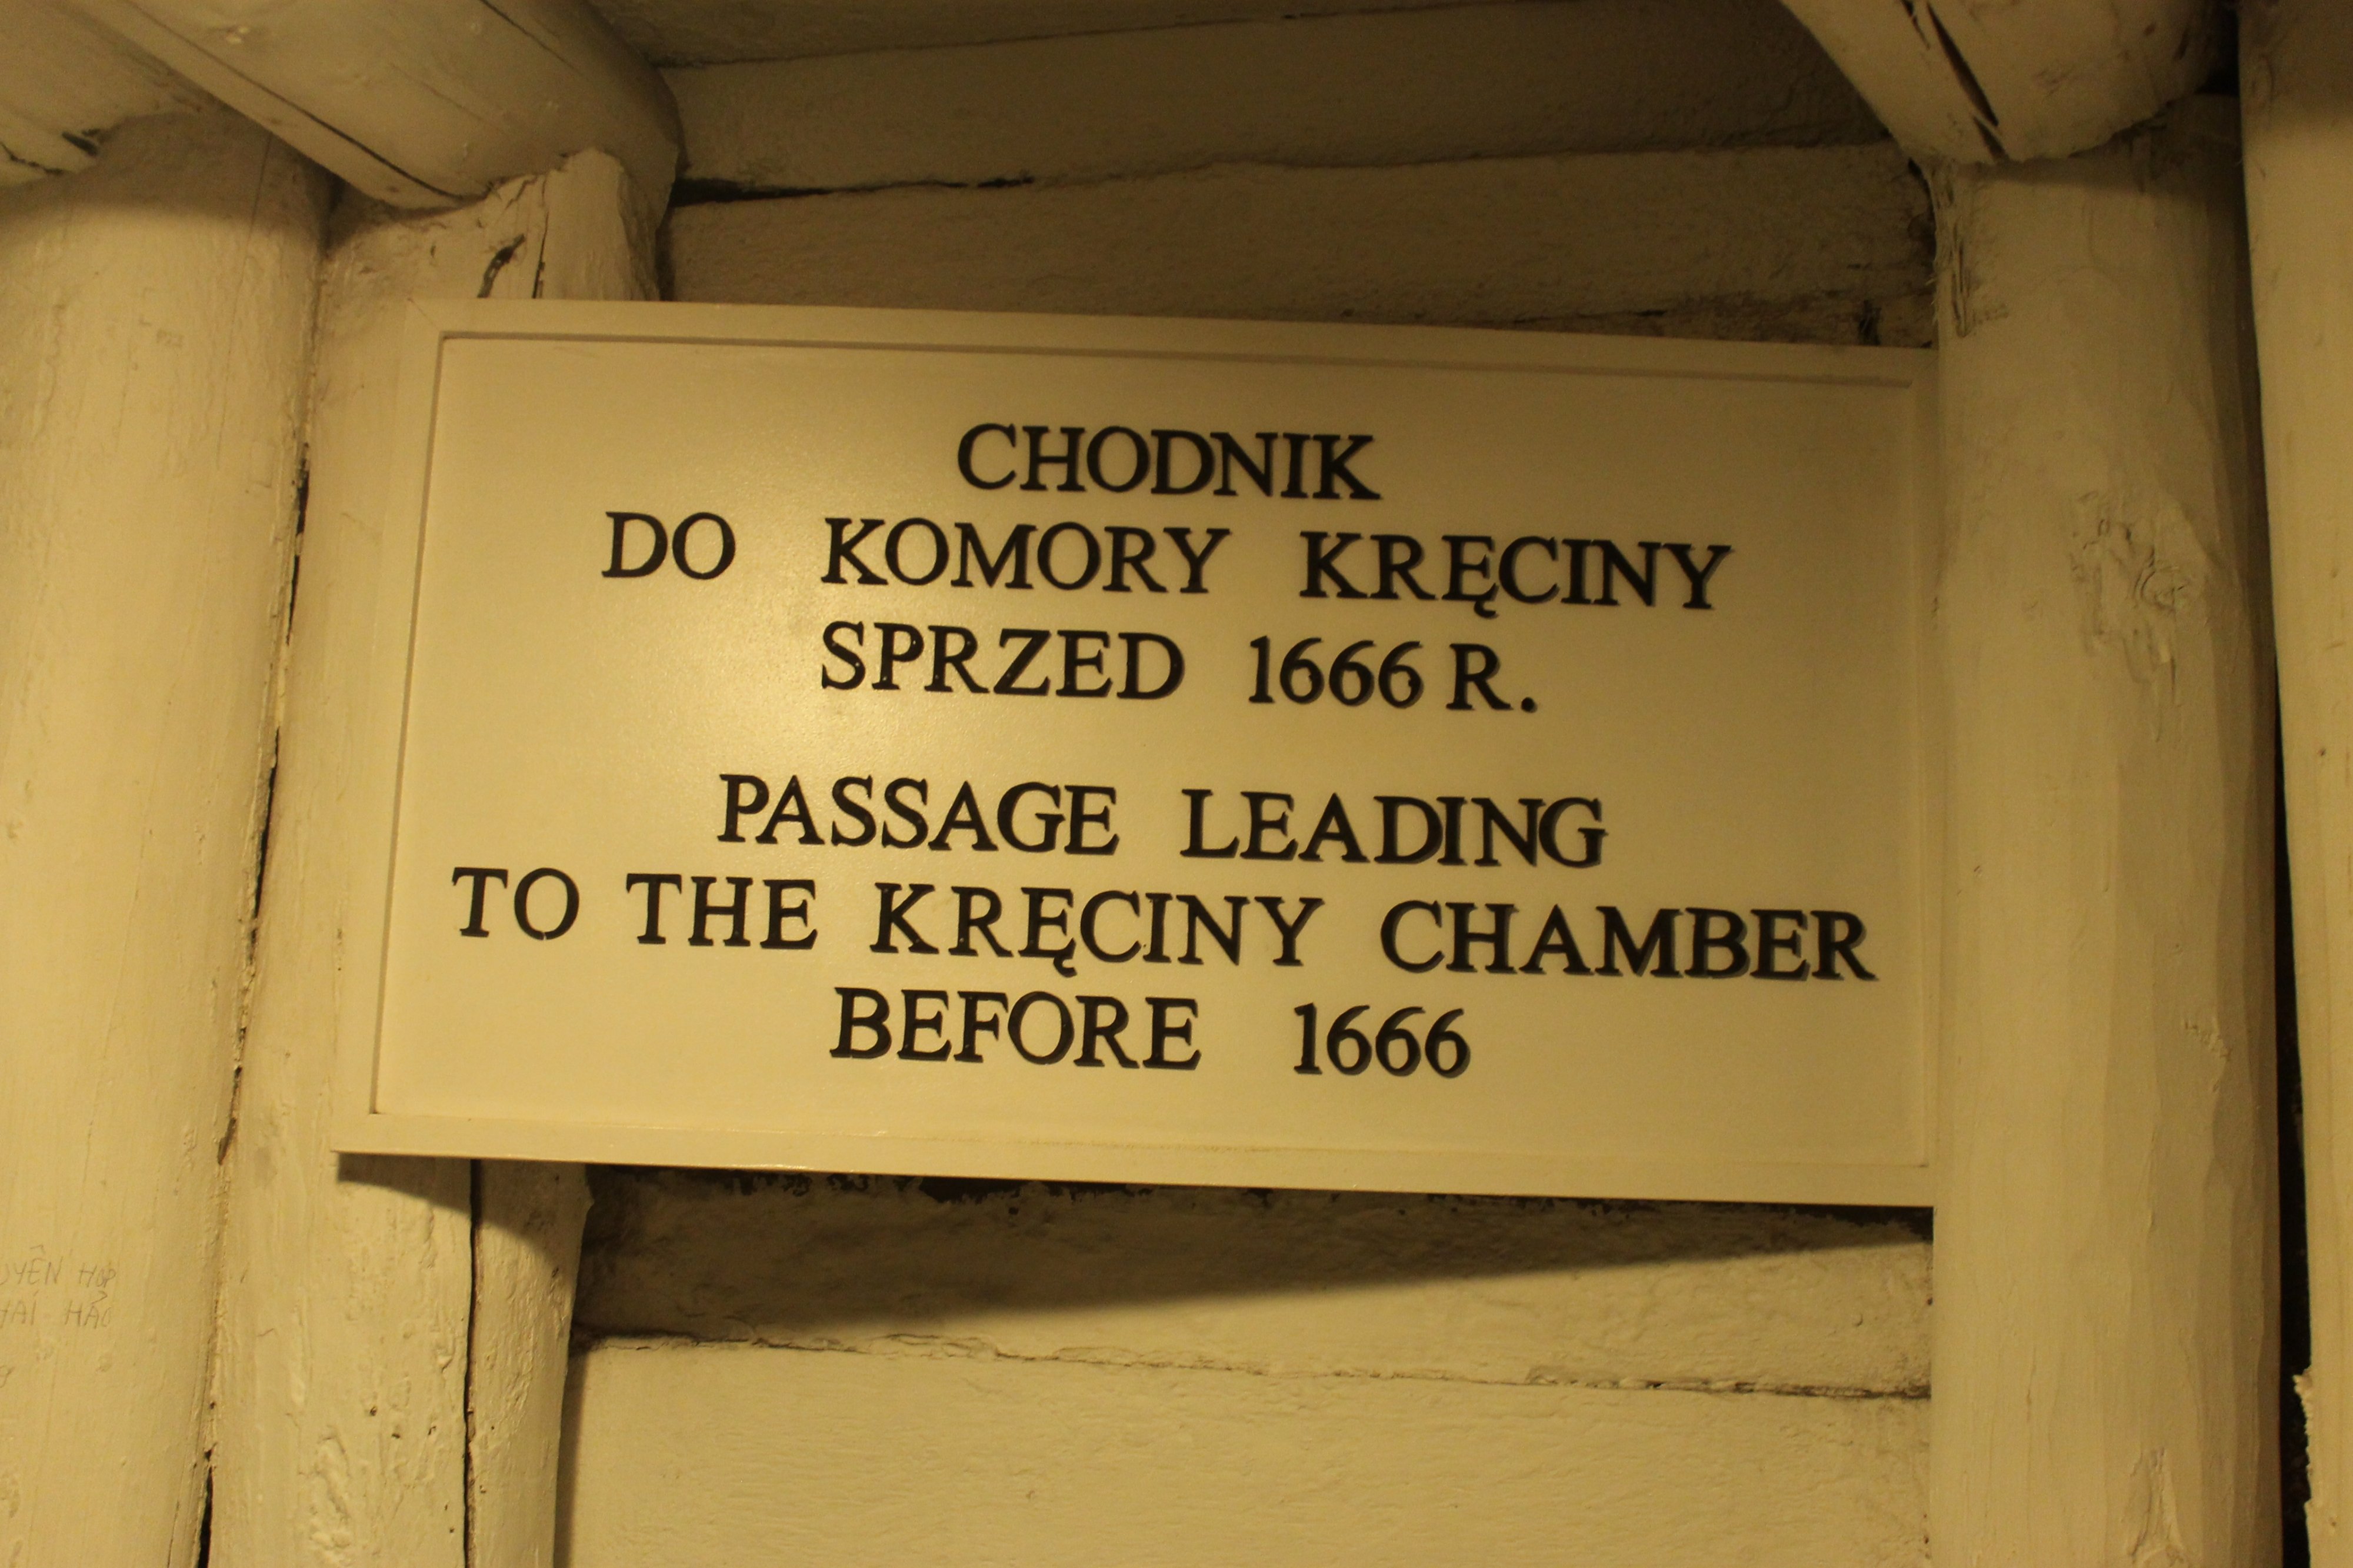 CHODNIK
DO KOMORY KRĘCINY
SPRZED 1666 R.
PASSAGE LEADING
TO THE KRĘCINY CHAMBER
BEFORE 1666